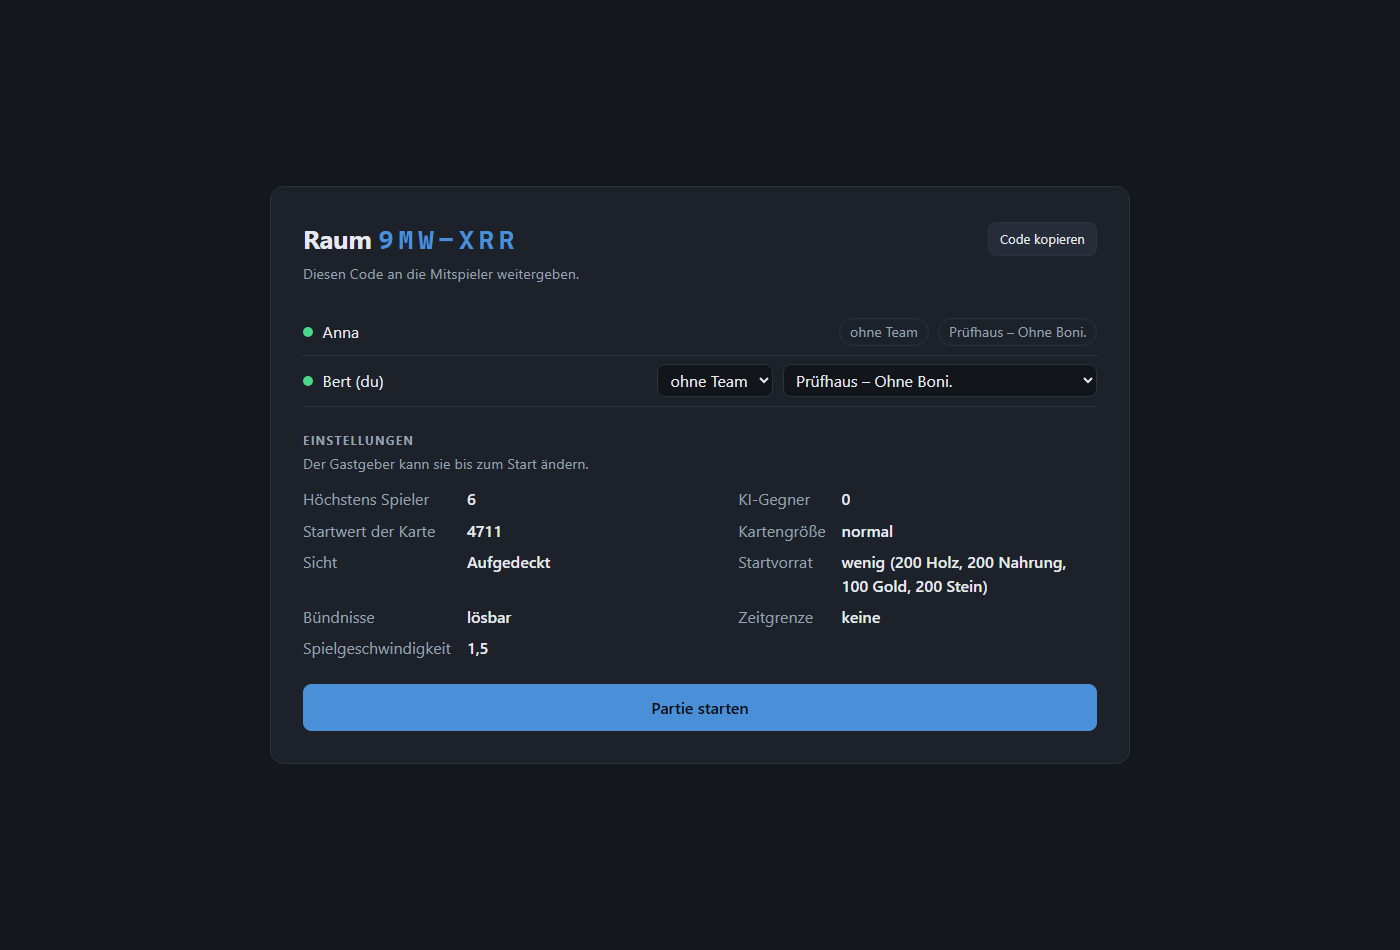 Raum 9MW-XRR
Code kopieren
Diesen Code an die Mitspieler weitergeben.
Anna
ohne Team
Prüfhaus – Ohne Boni.
Bert (du)
ohne Team
Prüfhaus – Ohne Boni.
EINSTELLUNGEN
Der Gastgeber kann sie bis zum Start ändern.
Höchstens Spieler 6
KI-Gegner 0
Startwert der Karte 4711
Kartengröße normal
Sicht Aufgedeckt
Startvorrat wenig (200 Holz, 200 Nahrung,
100 Gold, 200 Stein)
Bündnisse lösbar
Zeitgrenze keine
Spielgeschwindigkeit 1,5
Partie starten